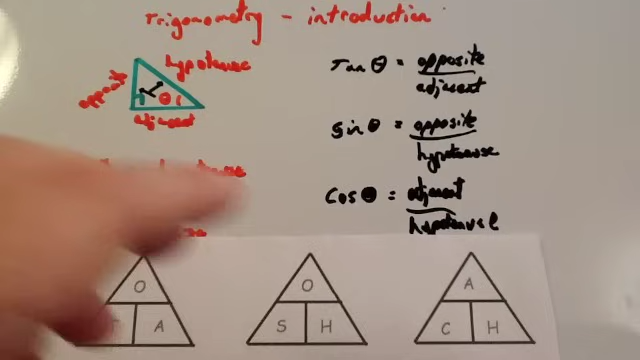 Trigonometry - introduction
hypotenuse
opposite
θ
adjacent
Tan θ = opposite
adjacent
Sin θ = opposite
hypotenuse
Cos θ = adjacent
hypotenuse
O
A
O
S H
A
C H